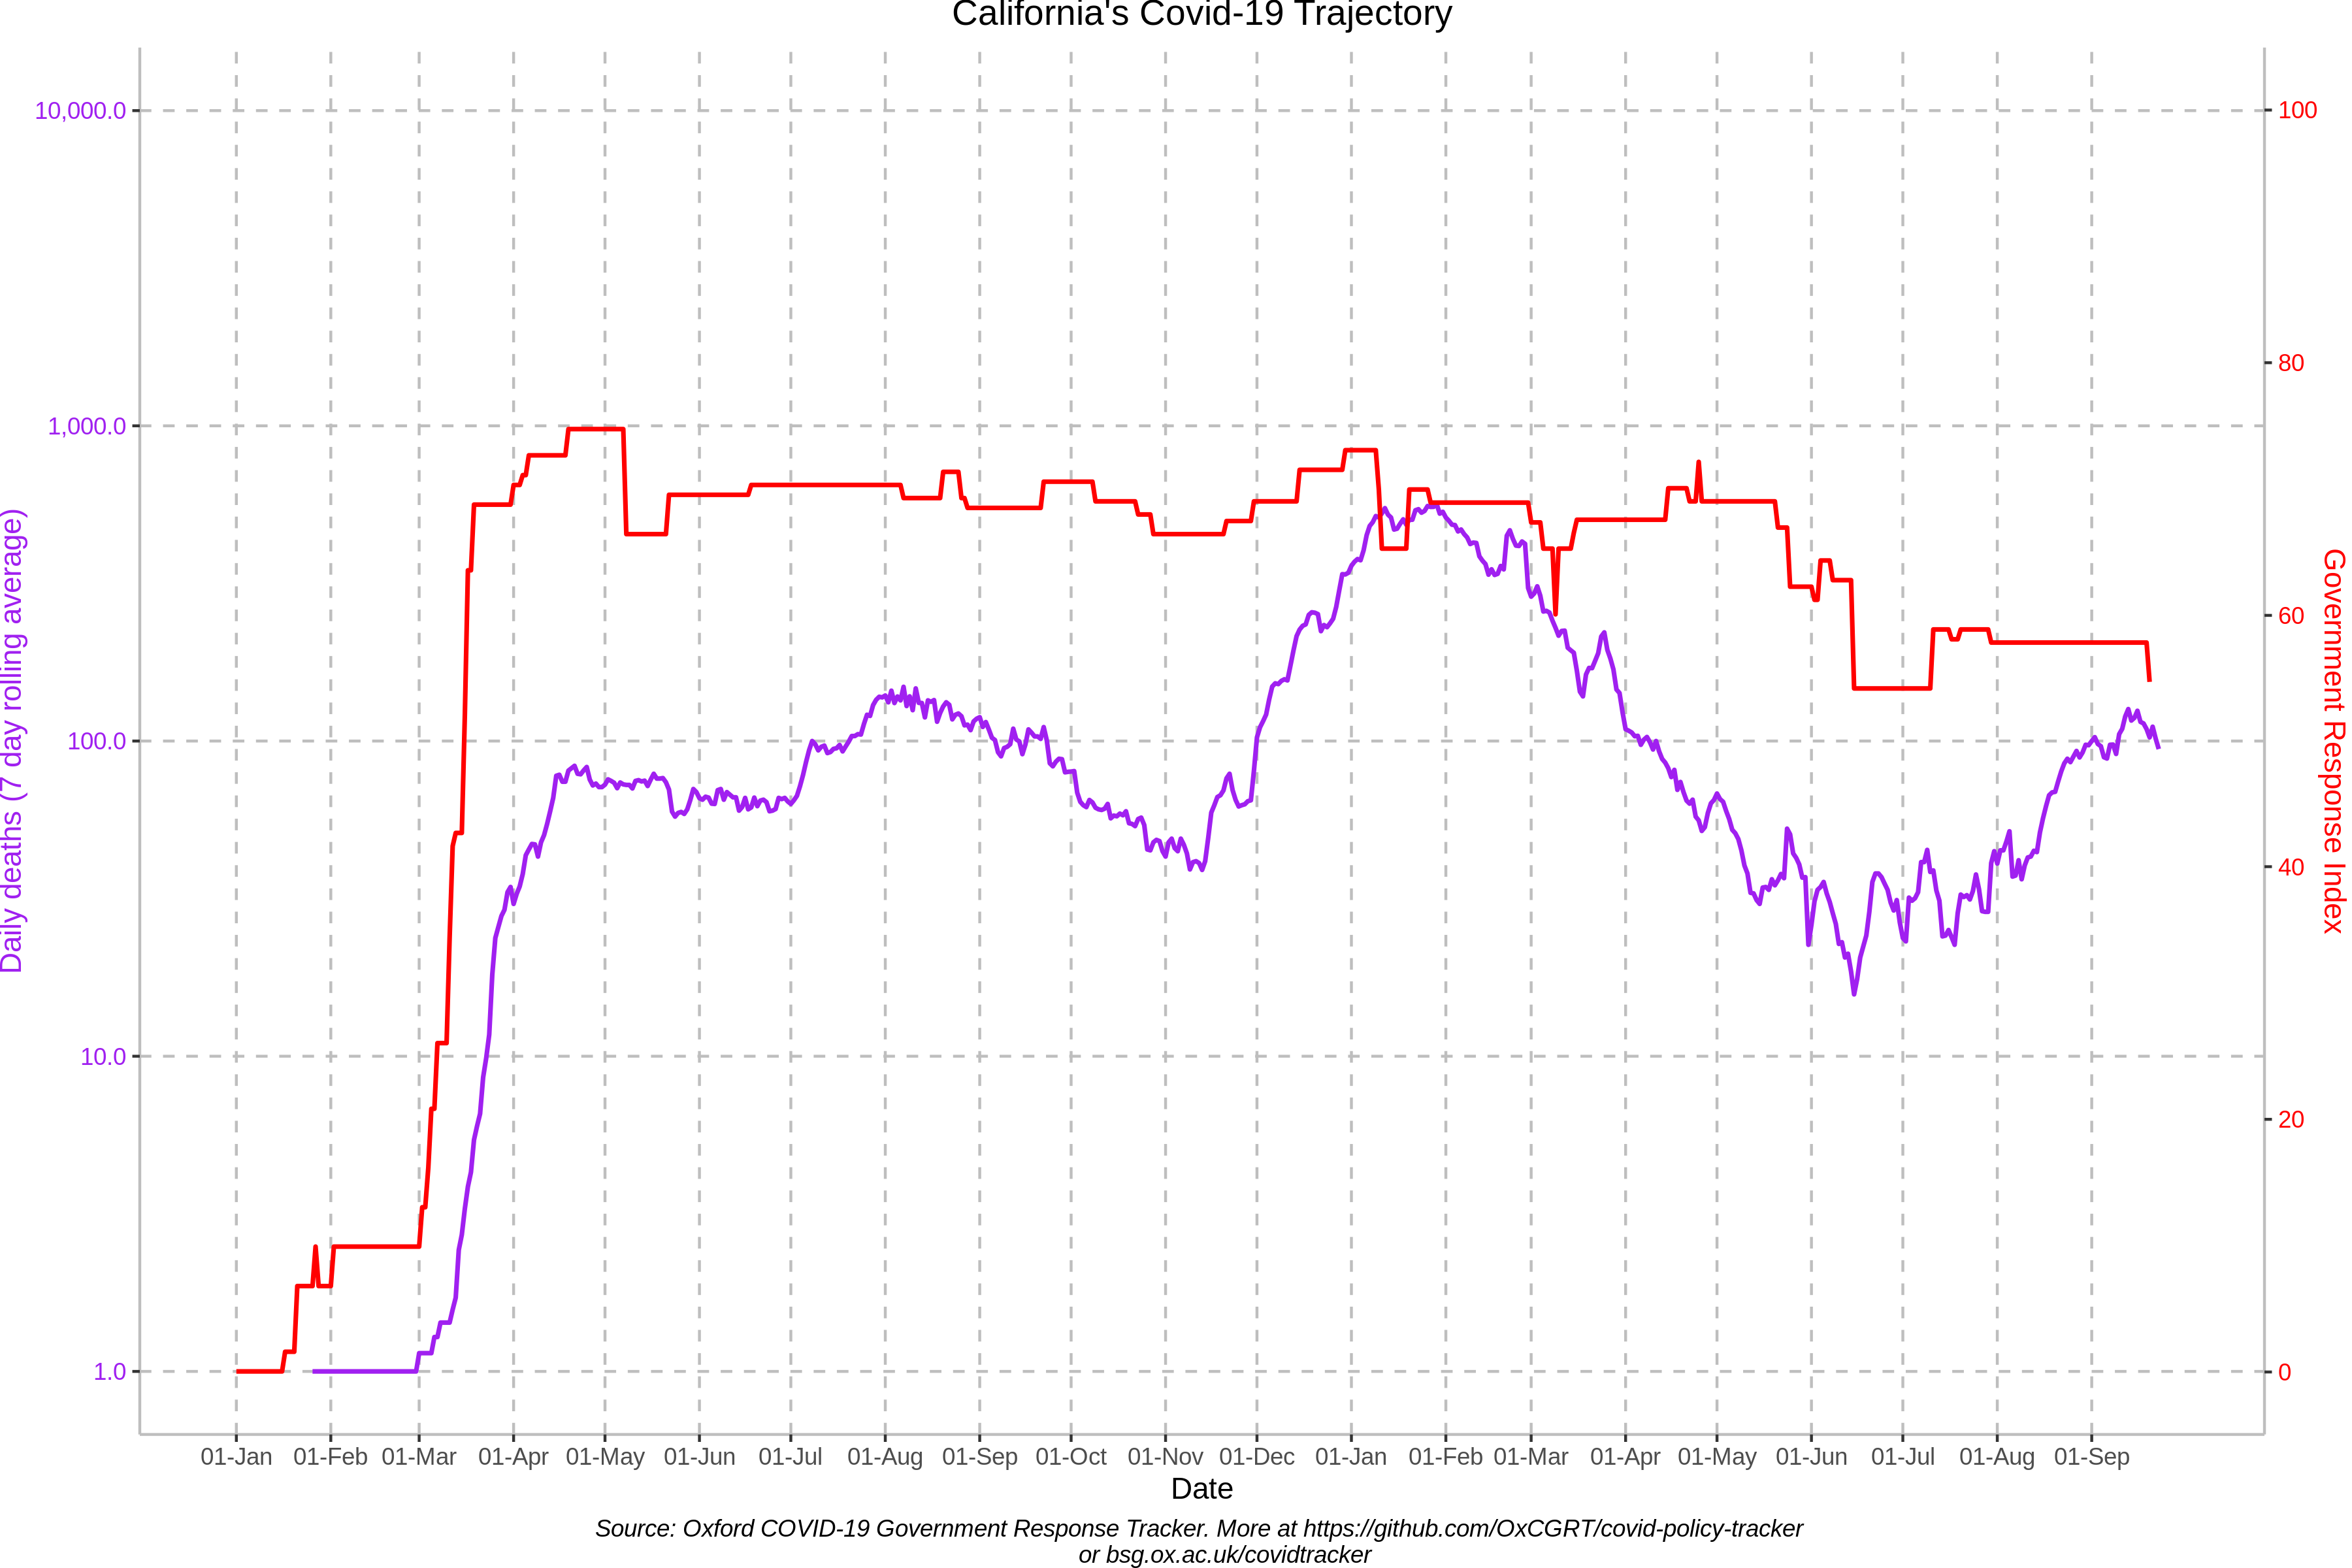 California's Covid-19 Trajectory
10,000.0
1,000.0
100.0
10.0
1.0
Daily deaths (7 day rolling average)
100
80
60
40
20
0
Government Response Index
01-Jan 01-Feb 01-Mar 01-Apr 01-May 01-Jun 01-Jul 01-Aug 01-Sep 01-Oct 01-Nov 01-Dec 01-Jan 01-Feb 01-Mar 01-Apr 01-May 01-Jun 01-Jul 01-Aug 01-Sep
Date
Source: Oxford COVID-19 Government Response Tracker. More at https://github.com/OxCGRT/covid-policy-tracker
or bsg.ox.ac.uk/covidtracker